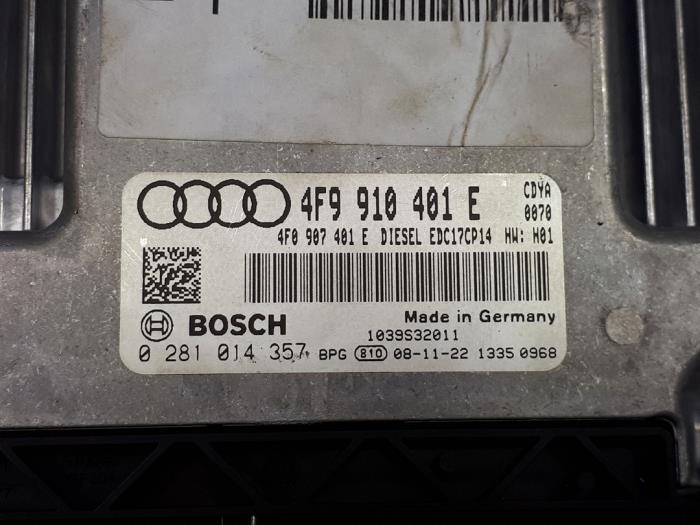 4F9 910 401 E CDYA
0070
4F0 907 401 E DIESEL EDC17CP14 HW: H01
BOSCH Made in Germany
1039S32011
0 281 014 357 BPG 810 08-11-22 1335 0968